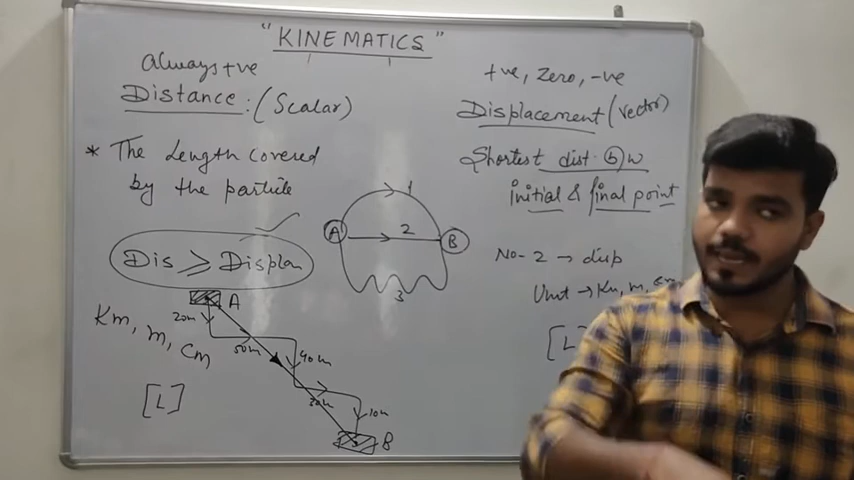 "KINEMATICS"
always +ve
Distance: (Scalar)
* The Length covered
by the particle
Dis ≥ Displan
Km, m, cm
[L]
A
20m
50m
40m
10m
B
1
A
2
B
3
+ve, Zero, -ve
Displacement (vector)
Shortest dist. (b)w
initial & final point
No-2 → disp
Unit → Km, m, cm
[L]